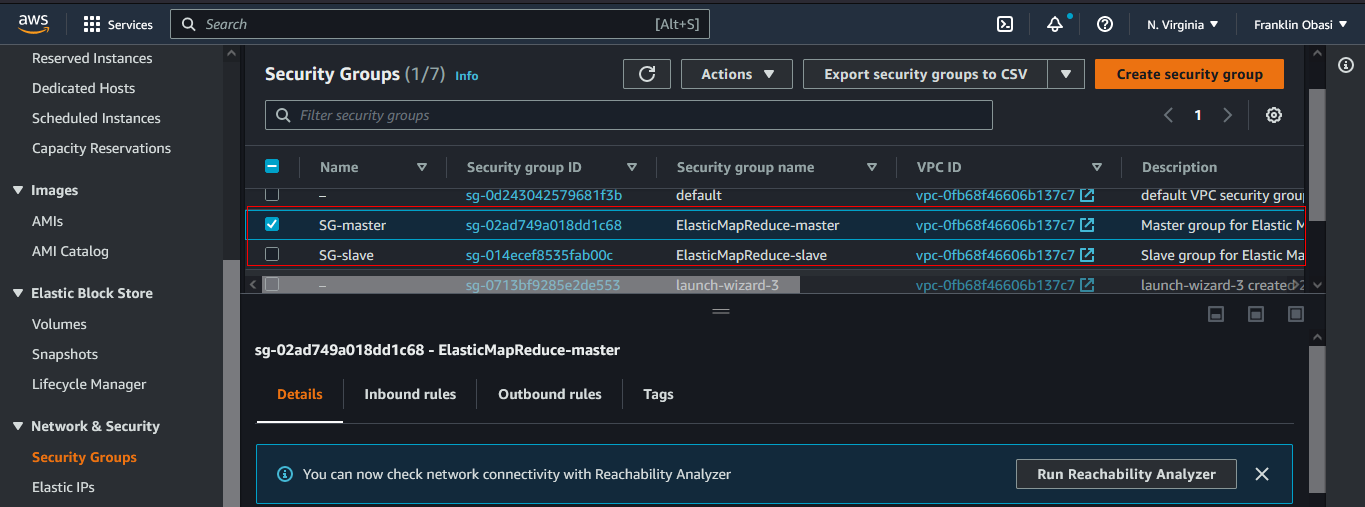 aws Services Search [Alt+S] N. Virginia Franklin Obasi
Reserved Instances
Dedicated Hosts
Scheduled Instances
Capacity Reservations
Images
AMIs
AMI Catalog
Elastic Block Store
Volumes
Snapshots
Lifecycle Manager
Network & Security
Security Groups
Elastic IPs
Security Groups (1/7) Info Actions Export security groups to CSV Create security group
Filter security groups 1
Name Security group ID Security group name VPC ID Description
– sg-0d243042579681f3b default vpc-0fb68f46606b137c7 default VPC security grou
SG-master sg-02ad749a018dd1c68 ElasticMapReduce-master vpc-0fb68f46606b137c7 Master group for Elastic M
SG-slave sg-014ecef8535fab00c ElasticMapReduce-slave vpc-0fb68f46606b137c7 Slave group for Elastic Ma
– sg-0713bf9285e2de553 launch-wizard-3 vpc-0fb68f46606b137c7 launch-wizard-3 created 2
sg-02ad749a018dd1c68 - ElasticMapReduce-master
Details Inbound rules Outbound rules Tags
You can now check network connectivity with Reachability Analyzer Run Reachability Analyzer